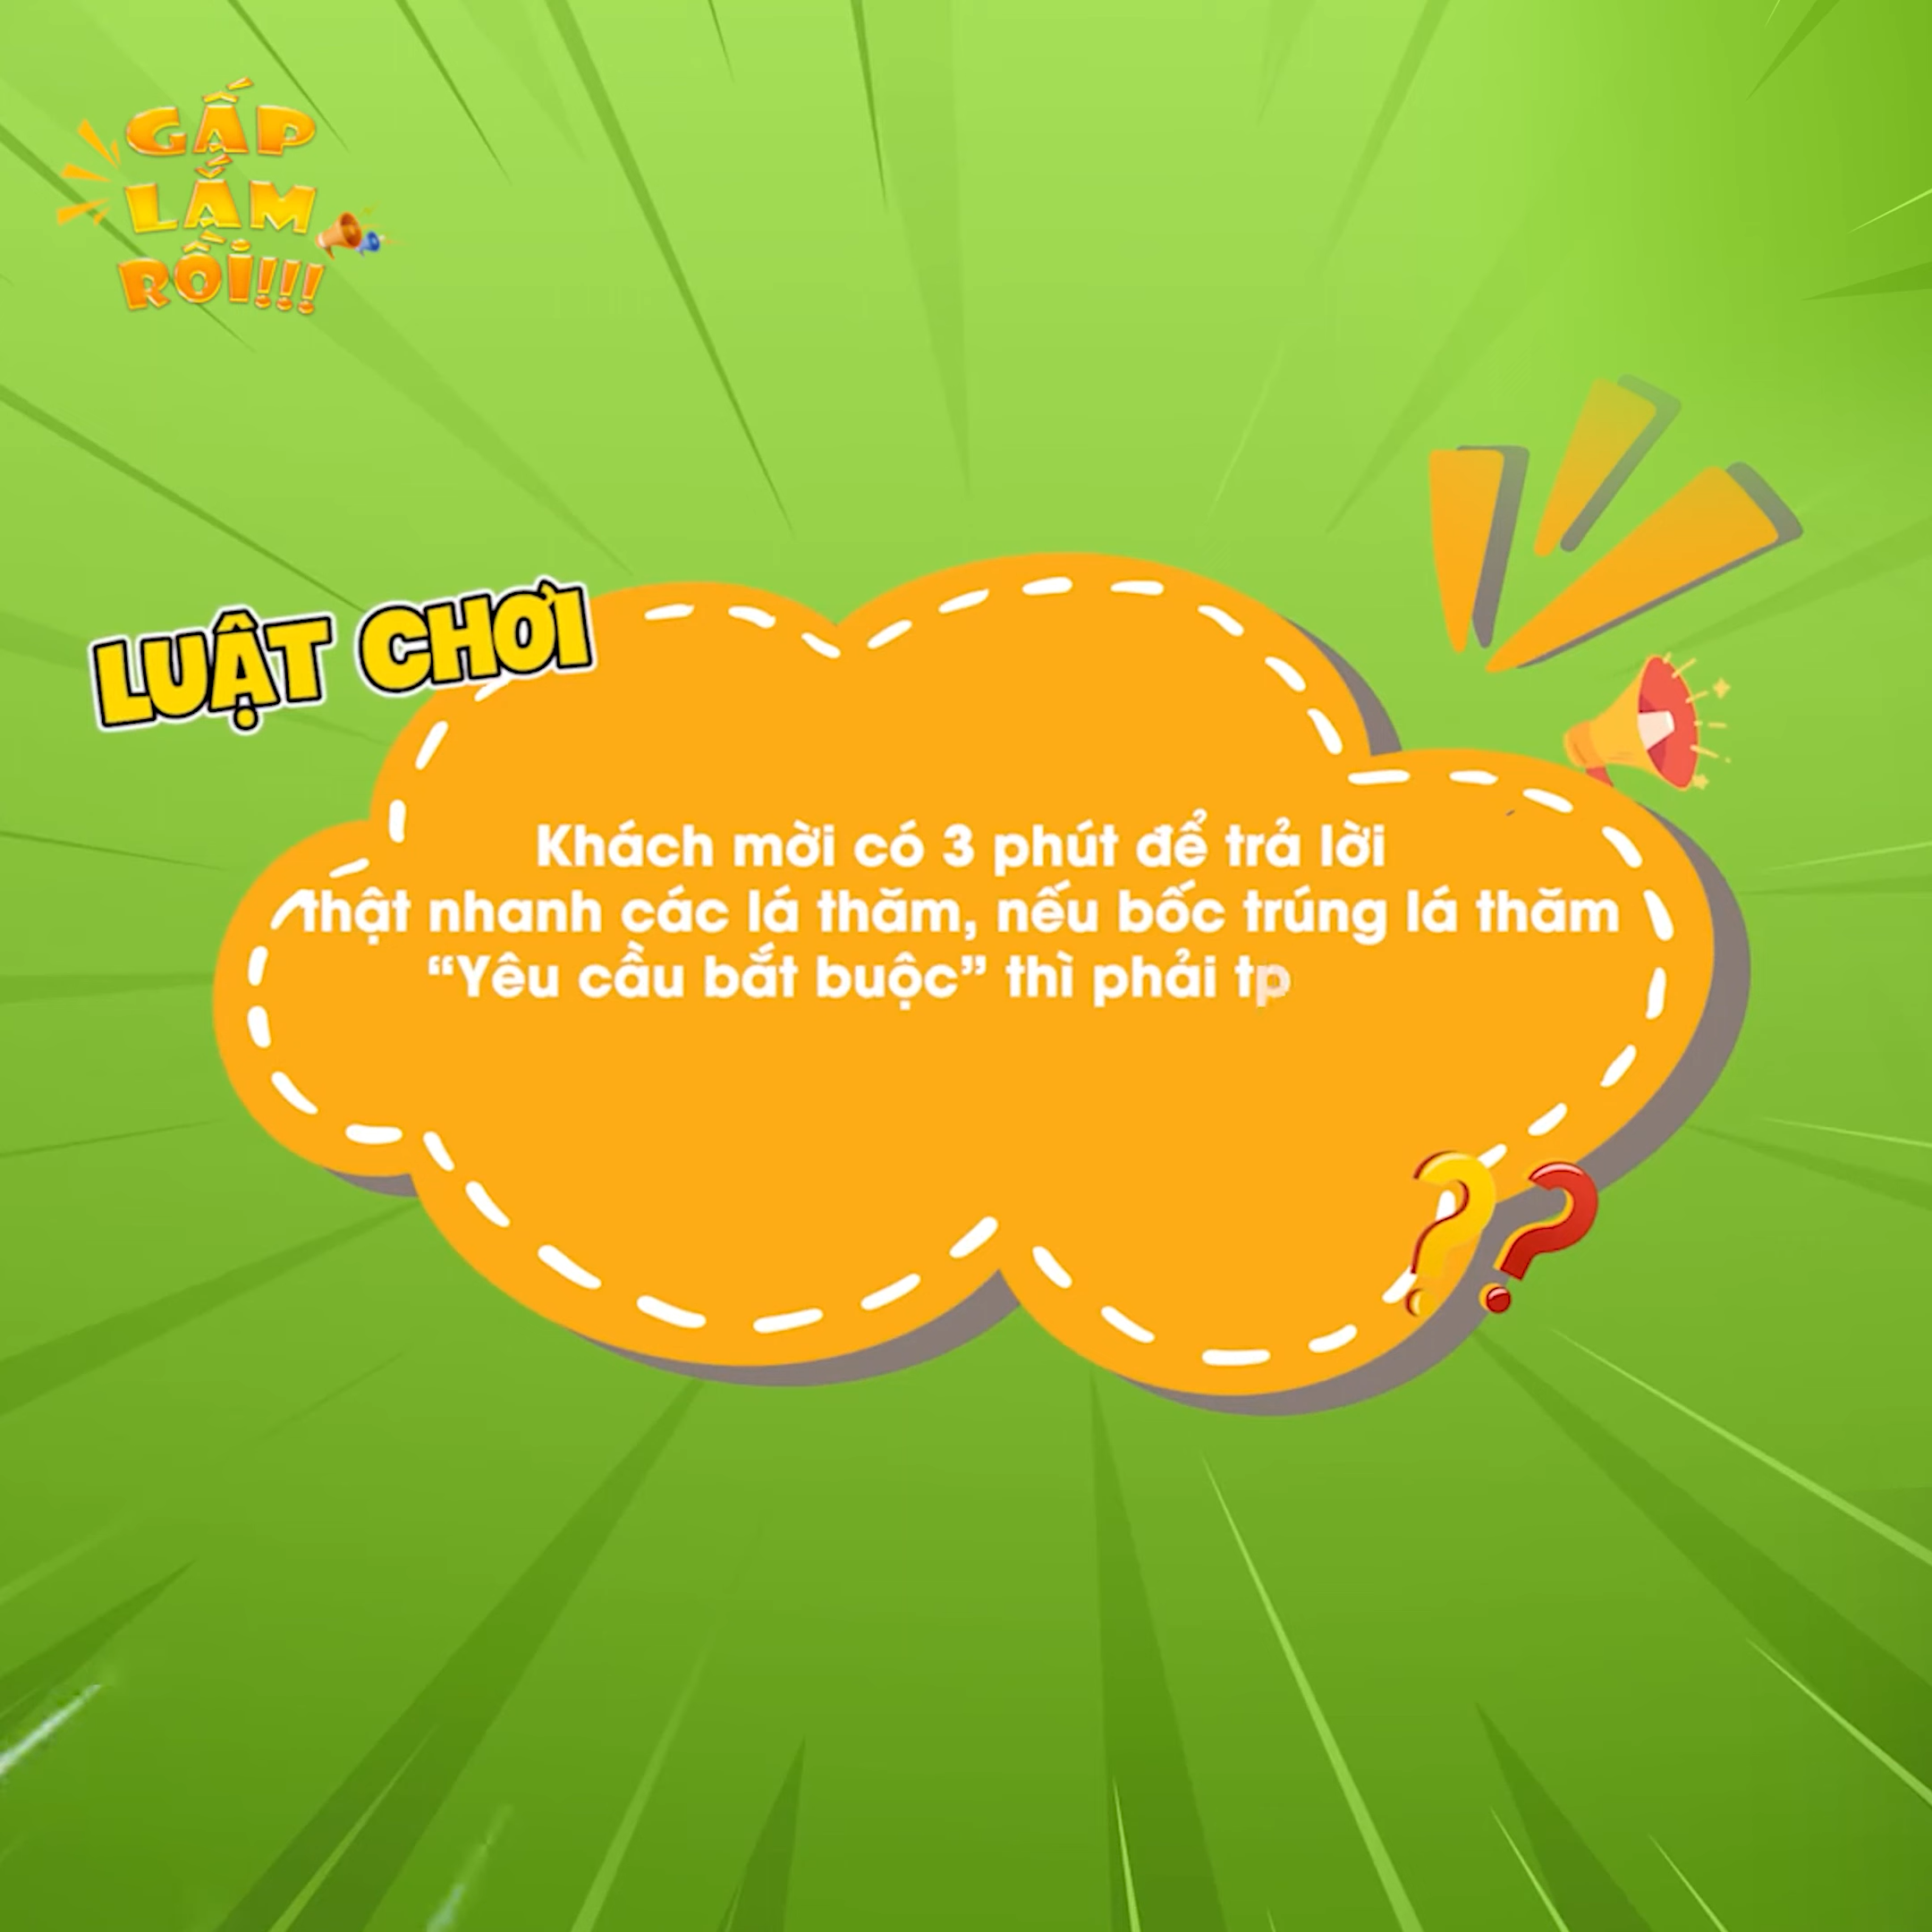 GẤP
LẮM
RỒI!!!
LUẬT CHƠI
Khách mời có 3 phút để trả lời
thật nhanh các lá thăm, nếu bốc trúng lá thăm
“Yêu cầu bắt buộc” thì phải